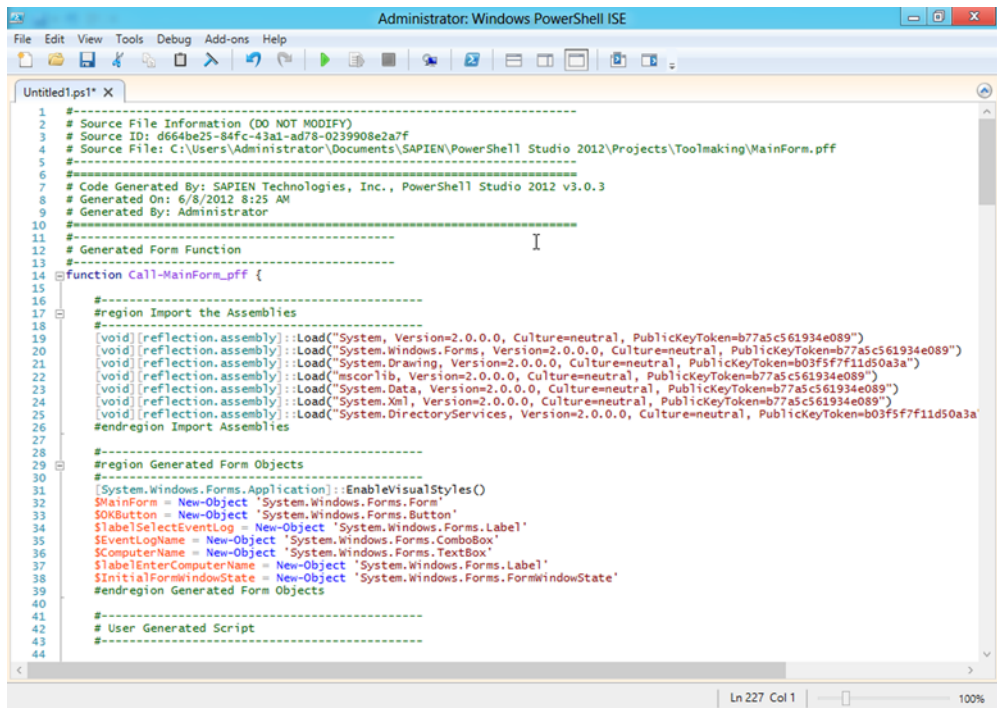 Administrator: Windows PowerShell ISE
File Edit View Tools Debug Add-ons Help
Untitled1.ps1* X
1 #-------------------------------------------------------------------------
2 # Source File Information (DO NOT MODIFY)
3 # Source ID: d664be25-84fc-43a1-ad78-0239908e2a7f
4 # Source File: C:\Users\Administrator\Documents\SAPIEN\PowerShell Studio 2012\Projects\Toolmaking\MainForm.pff
5 #-------------------------------------------------------------------------
6 #=========================================================================
7 # Code Generated By: SAPIEN Technologies, Inc., PowerShell Studio 2012 v3.0.3
8 # Generated On: 6/8/2012 8:25 AM
9 # Generated By: Administrator
10 #=========================================================================
11 #----------------------------------------------
12 # Generated Form Function
13 #----------------------------------------------
14 function Call-MainForm_pff {
15
16 #----------------------------------------------
17 #region Import the Assemblies
18 #----------------------------------------------
19 [void][reflection.assembly]::Load("System, Version=2.0.0.0, Culture=neutral, PublicKeyToken=b77a5c561934e089")
20 [void][reflection.assembly]::Load("System.Windows.Forms, Version=2.0.0.0, Culture=neutral, PublicKeyToken=b77a5c561934e089")
21 [void][reflection.assembly]::Load("System.Drawing, Version=2.0.0.0, Culture=neutral, PublicKeyToken=b03f5f7f11d50a3a")
22 [void][reflection.assembly]::Load("mscorlib, Version=2.0.0.0, Culture=neutral, PublicKeyToken=b77a5c561934e089")
23 [void][reflection.assembly]::Load("System.Data, Version=2.0.0.0, Culture=neutral, PublicKeyToken=b77a5c561934e089")
24 [void][reflection.assembly]::Load("System.Xml, Version=2.0.0.0, Culture=neutral, PublicKeyToken=b77a5c561934e089")
25 [void][reflection.assembly]::Load("System.DirectoryServices, Version=2.0.0.0, Culture=neutral, PublicKeyToken=b03f5f7f11d50a3a
26 #endregion Import Assemblies
27
28 #----------------------------------------------
29 #region Generated Form Objects
30 #----------------------------------------------
31 [System.Windows.Forms.Application]::EnableVisualStyles()
32 $MainForm = New-Object 'System.Windows.Forms.Form'
33 $OKButton = New-Object 'System.Windows.Forms.Button'
34 $labelSelectEventLog = New-Object 'System.Windows.Forms.Label'
35 $EventLogName = New-Object 'System.Windows.Forms.ComboBox'
36 $ComputerName = New-Object 'System.Windows.Forms.TextBox'
37 $labelEnterComputerName = New-Object 'System.Windows.Forms.Label'
38 $InitialFormWindowState = New-Object 'System.Windows.Forms.FormWindowState'
39 #endregion Generated Form Objects
40
41 #----------------------------------------------
42 # User Generated Script
43 #----------------------------------------------
44
Ln 227 Col 1 100%